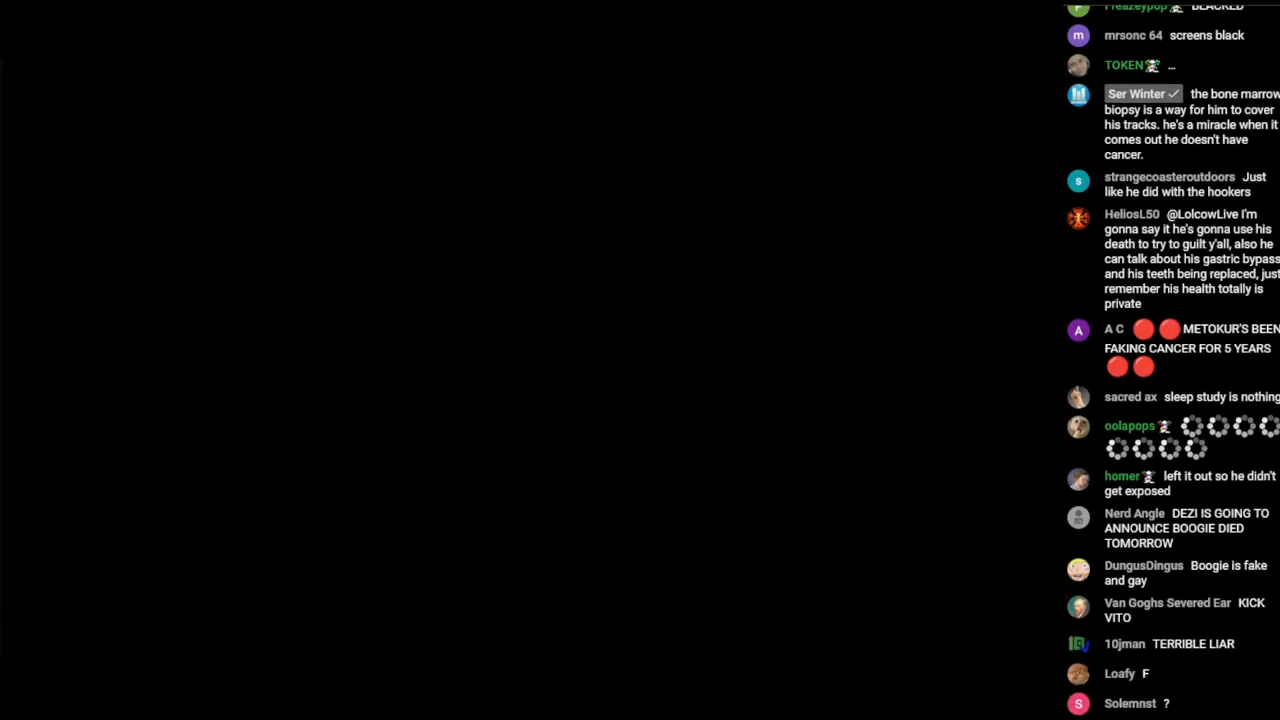 Freazeypop BLACKED
m mrsonc 64 screens black
TOKEN ...
Ser Winter ✓ the bone marrow
biopsy is a way for him to cover
his tracks. he's a miracle when it
comes out he doesn't have
cancer.
s strangecoasteroutdoors Just
like he did with the hookers
HeliosL50 @LolcowLive I'm
gonna say it he's gonna use his
death to try to guilt y'all, also he
can talk about his gastric bypass
and his teeth being replaced, just
remember his health totally is
private
A A C 🔴 🔴 METOKUR'S BEEN
FAKING CANCER FOR 5 YEARS
🔴 🔴
sacred ax sleep study is nothing
oolapops
homer left it out so he didn't
get exposed
Nerd Angle DEZI IS GOING TO
ANNOUNCE BOOGIE DIED
TOMORROW
DungusDingus Boogie is fake
and gay
Van Goghs Severed Ear KICK
VITO
10jman TERRIBLE LIAR
Loafy F
S Solemnst ?